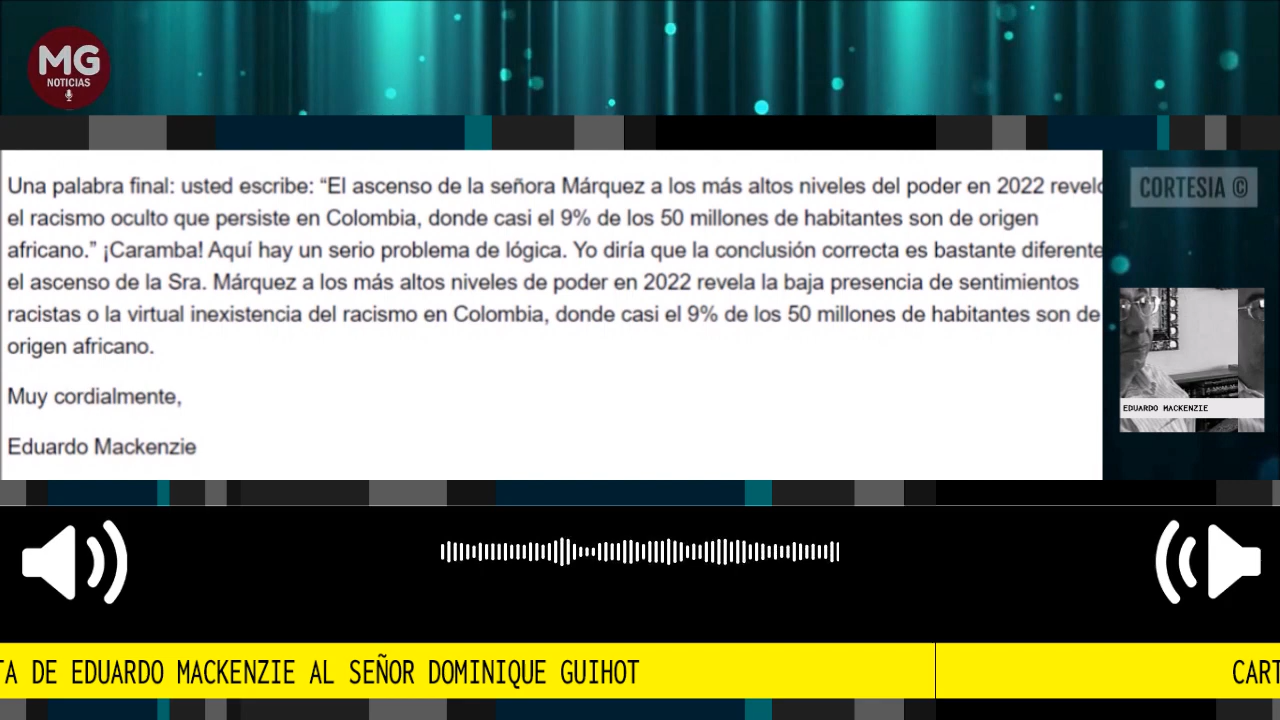 MG
NOTICIAS
Una palabra final: usted escribe: “El ascenso de la señora Márquez a los más altos niveles del poder en 2022 reveló
el racismo oculto que persiste en Colombia, donde casi el 9% de los 50 millones de habitantes son de origen
africano.” ¡Caramba! Aquí hay un serio problema de lógica. Yo diría que la conclusión correcta es bastante diferente
el ascenso de la Sra. Márquez a los más altos niveles de poder en 2022 revela la baja presencia de sentimientos
racistas o la virtual inexistencia del racismo en Colombia, donde casi el 9% de los 50 millones de habitantes son de
origen africano.
Muy cordialmente,
Eduardo Mackenzie
CORTESIA ©
EDUARDO MACKENZIE
TA DE EDUARDO MACKENZIE AL SEÑOR DOMINIQUE GUIHOT
CART